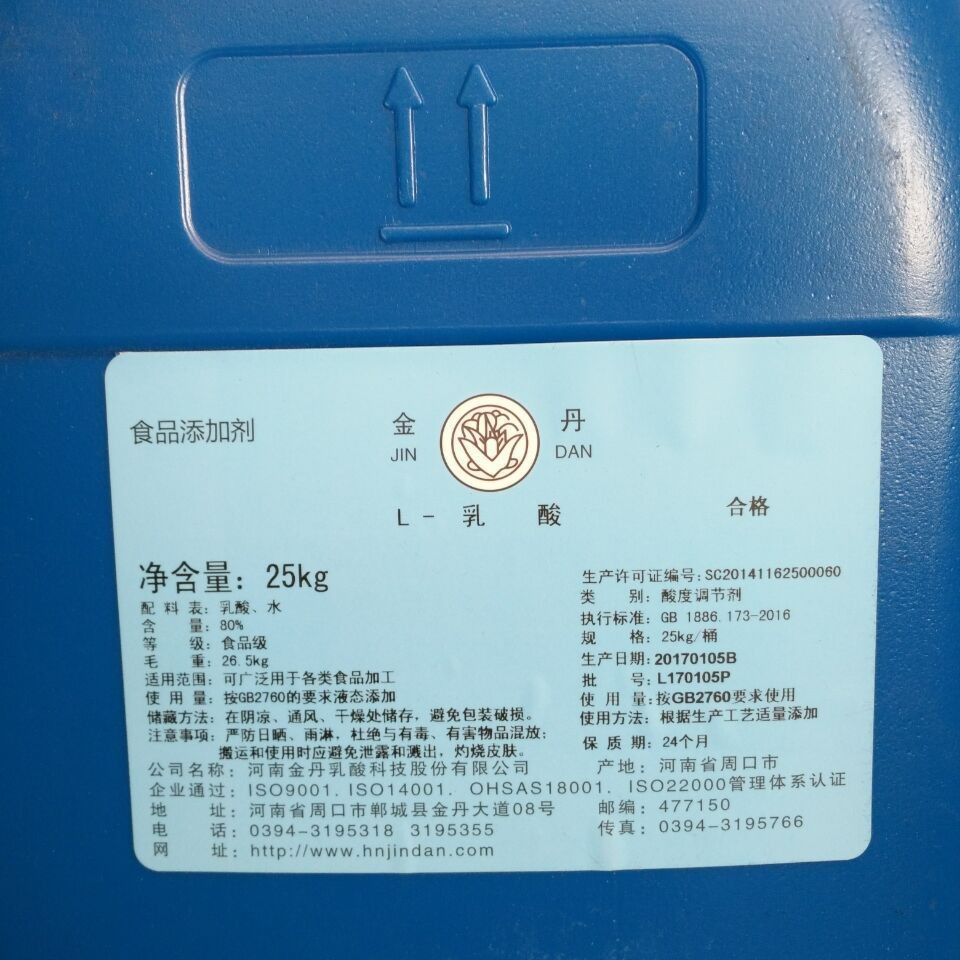 食品添加剂
金 丹
JIN DAN
L-乳 酸
合格
净含量：25kg
配 料 表：乳酸、水
含 量：80%
等 级：食品级
毛 重：26.5kg
适用范围：可广泛用于各类食品加工
使 用 量：按GB2760的要求液态添加
储藏方法：在阴凉、通风、干燥处储存，避免包装破损。
注意事项：严防日晒、雨淋，杜绝与有毒、有害物品混放；
搬运和使用时应避免泄露和溅出，灼烧皮肤。
生产许可证编号：SC20141162500060
类 别：酸度调节剂
执行标准：GB 1886.173-2016
规 格：25kg/桶
生产日期：20170105B
批 号：L170105P
使 用 量：按GB2760要求使用
使用方法：根据生产工艺适量添加
保 质 期：24个月
公司名称：河南金丹乳酸科技股份有限公司
产地：河南省周口市
企业通过：ISO9001. ISO14001. OHSAS18001. ISO22000管理体系认证
地 址：河南省周口市郸城县金丹大道08号
邮编：477150
电 话：0394-3195318 3195355
传真：0394-3195766
网 址：http://www.hnjindan.com